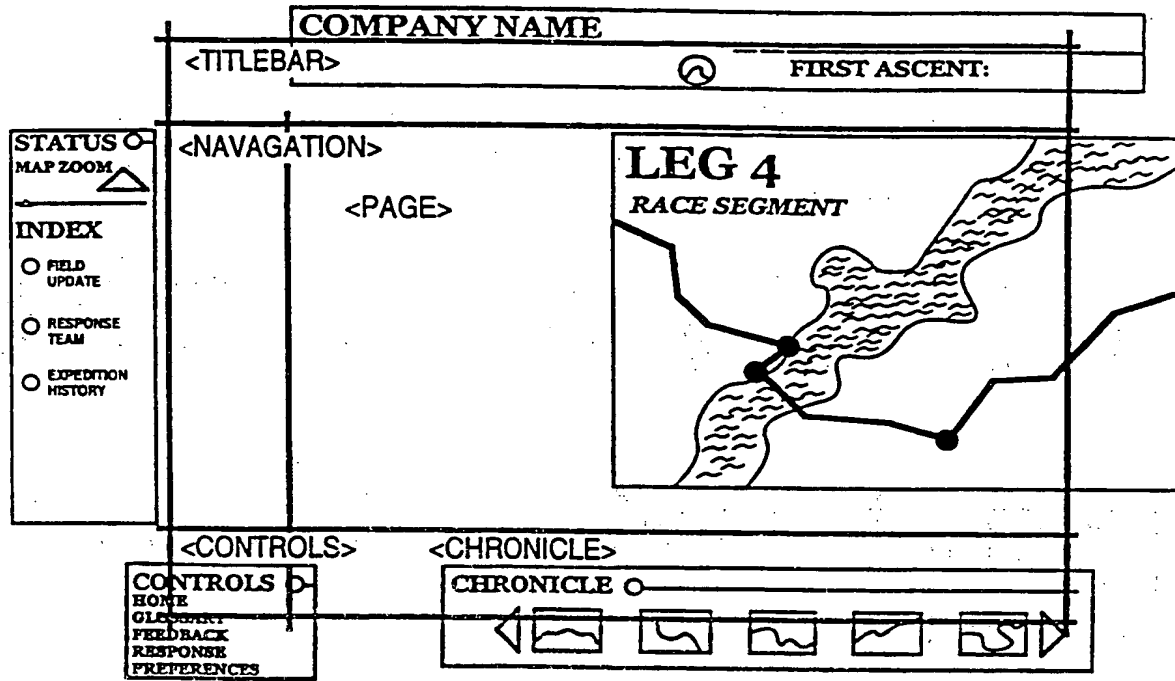 COMPANY NAME
<TITLEBAR>
FIRST ASCENT:
STATUS
MAP ZOOM
INDEX
FIELD
UPDATE
RESPONSE
TEAM
EXPEDITION
HISTORY
<NAVAGATION>
<PAGE>
LEG 4
RACE SEGMENT
<CONTROLS>
<CHRONICLE>
CONTROLS
HOME
GLOSSARY
FEEDBACK
RESPONSE
PREFERENCES
CHRONICLE